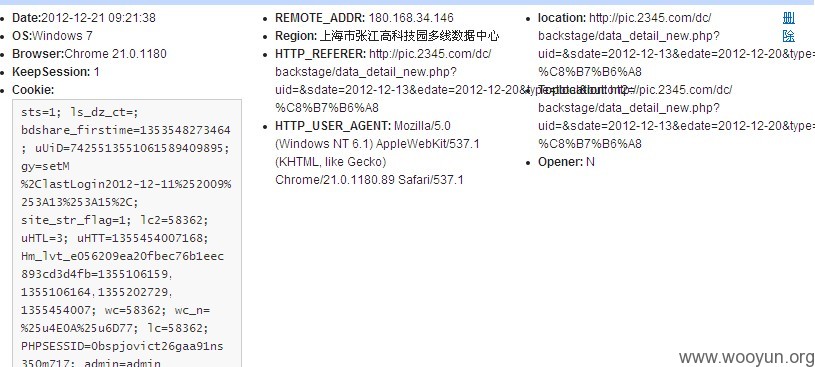 Date:2012-12-21 09:21:38
OS:Windows 7
Browser:Chrome 21.0.1180
KeepSession: 1
Cookie:
sts=1; ls_dz_ct=;
bdshare_firstime=1353548273464
; uUiD=7425513551061589409895;
gy=setM
%2ClastLogin2012-12-11%252009%
253A13%253A15%2C;
site_str_flag=1; lc2=58362;
uHTL=3; uHTT=1355454007168;
Hm_lvt_e056209ea20fbec76b1eec
893cd3d4fb=1355106159,
1355106164,1355202729,
1355454007; wc=58362; wc_n=
%25u4E0A%25u6D77; lc=58362;
PHPSESSID=0bspjovict26gaa91ns
350m717; admin=admin
REMOTE_ADDR: 180.168.34.146
Region: 上海市张江高科技园多线数据中心
HTTP_REFERER: http://pic.2345.com/dc/
backstage/data_detail_new.php?
uid=&sdate=2012-12-13&edate=2012-12-20&type=
%C8%B7%B6%A8
HTTP_USER_AGENT: Mozilla/5.0
(Windows NT 6.1) AppleWebKit/537.1
(KHTML, like Gecko)
Chrome/21.0.1180.89 Safari/537.1
location: http://pic.2345.com/dc/
backstage/data_detail_new.php?
uid=&sdate=2012-12-13&edate=2012-12-20&type=
%C8%B7%B6%A8
Toplocation: http://pic.2345.com/dc/
backstage/data_detail_new.php?
uid=&sdate=2012-12-13&edate=2012-12-20&type=
%C8%B7%B6%A8
Opener: N
删
除
www.wooyun.org